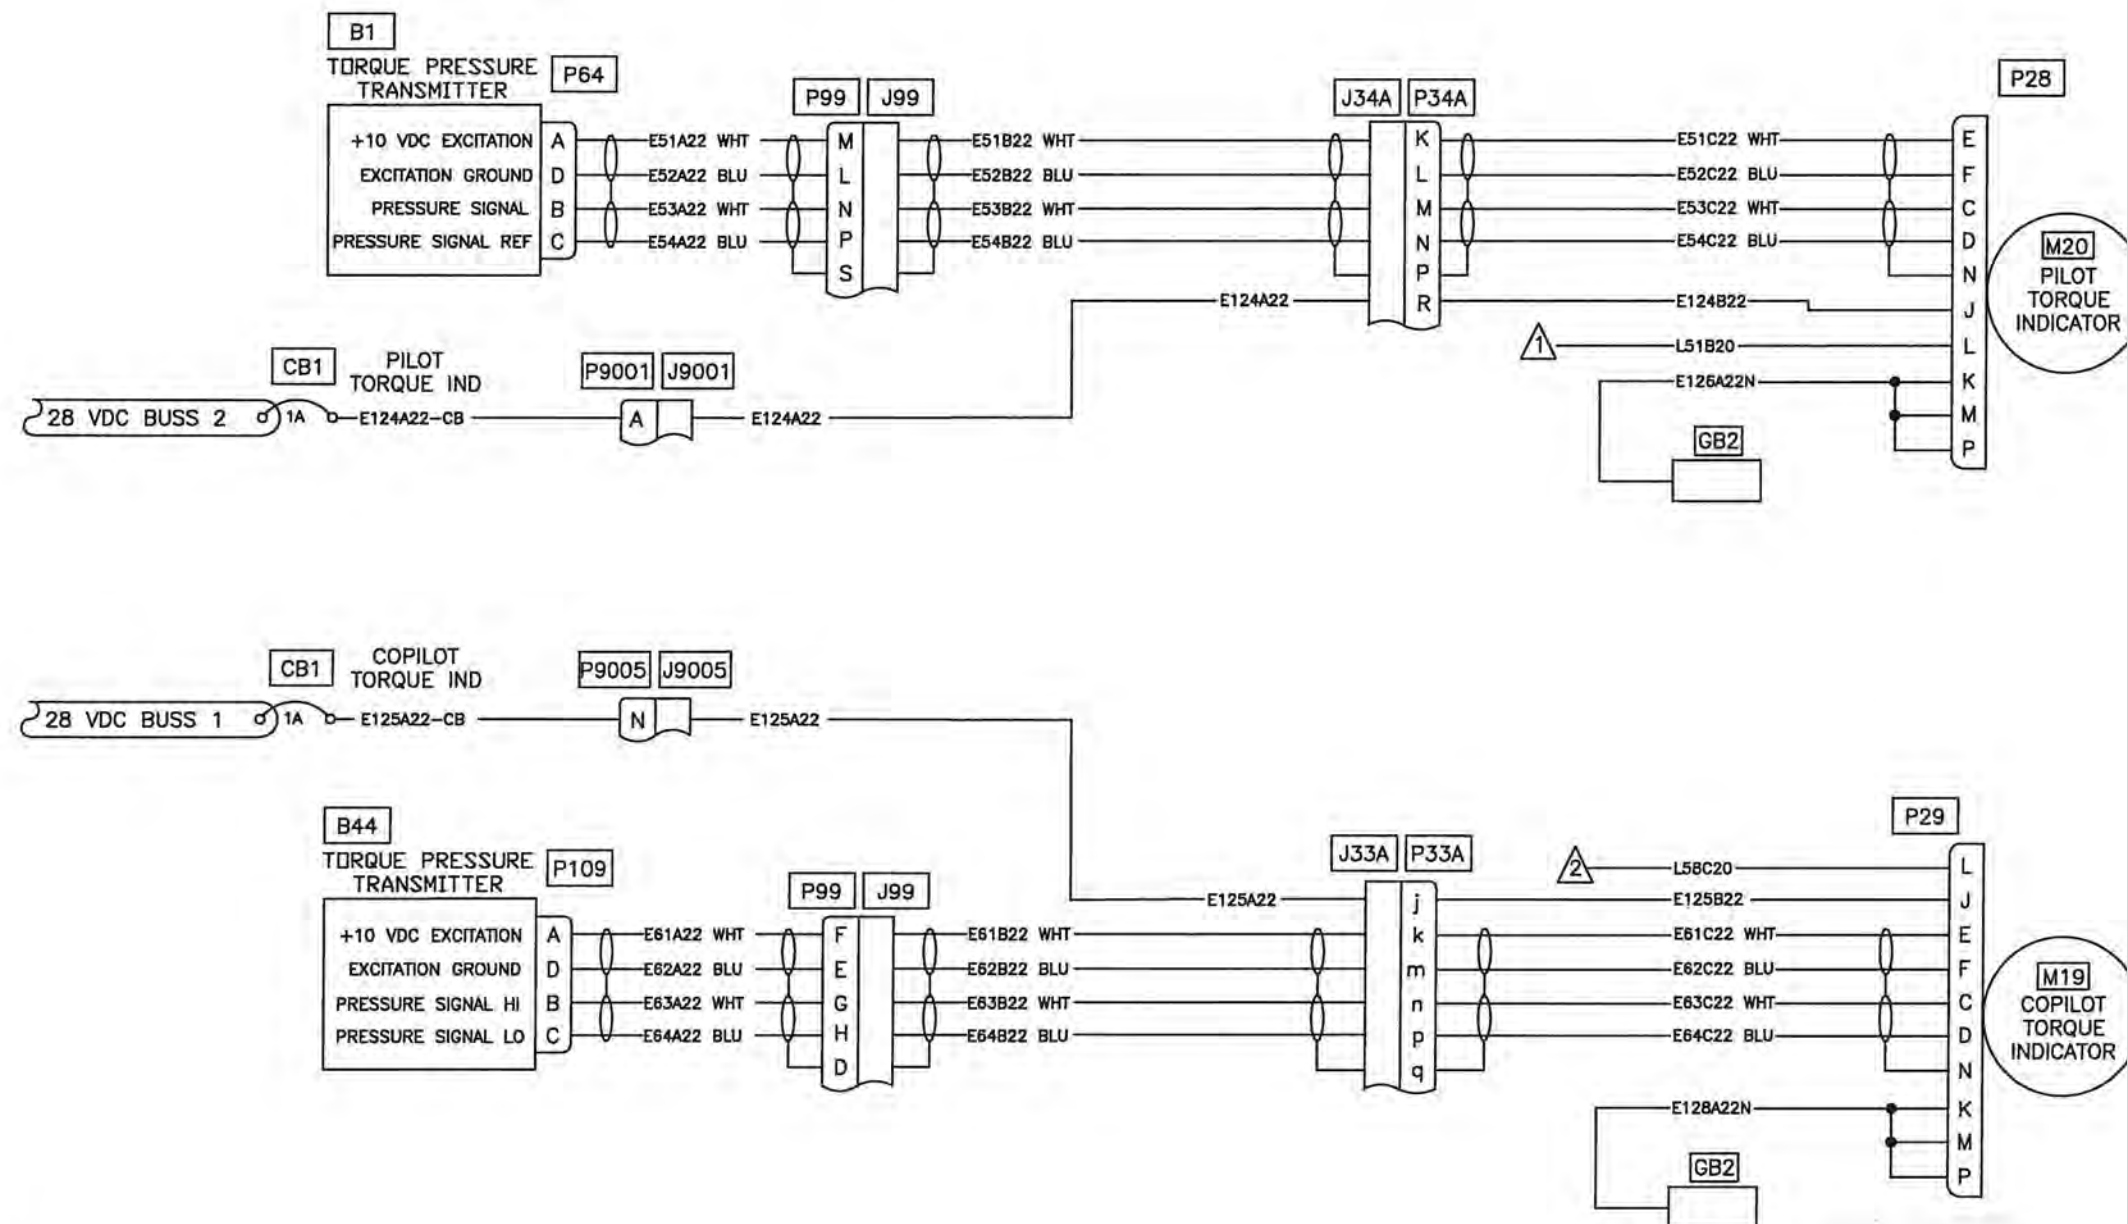 B1
TORQUE PRESSURE
TRANSMITTER
P64
P99 J99
J34A P34A
P28
+10 VDC EXCITATION A E51A22 WHT M E51B22 WHT K E51C22 WHT E
EXCITATION GROUND D E52A22 BLU L E52B22 BLU L E52C22 BLU F
PRESSURE SIGNAL B E53A22 WHT N E53B22 WHT M E53C22 WHT C
PRESSURE SIGNAL REF C E54A22 BLU P E54B22 BLU N E54C22 BLU D
S P N
E124A22 R E124B22 J
1 L51B20 L
E126A22N K
M
P
M20
PILOT
TORQUE
INDICATOR
GB2
CB1
PILOT
TORQUE IND
P9001 J9001
28 VDC BUSS 2 1A E124A22-CB A E124A22
CB1
COPILOT
TORQUE IND
P9005 J9005
28 VDC BUSS 1 1A E125A22-CB N E125A22
B44
TORQUE PRESSURE
TRANSMITTER
P109
P99 J99
J33A P33A
P29
2 L58C20 L
E125A22 j E125B22 J
+10 VDC EXCITATION A E61A22 WHT F E61B22 WHT k E61C22 WHT E
EXCITATION GROUND D E62A22 BLU E E62B22 BLU m E62C22 BLU F
PRESSURE SIGNAL HI B E63A22 WHT G E63B22 WHT n E63C22 WHT C
PRESSURE SIGNAL LO C E64A22 BLU H E64B22 BLU p E64C22 BLU D
D q N
E128A22N K
M
P
M19
COPILOT
TORQUE
INDICATOR
GB2